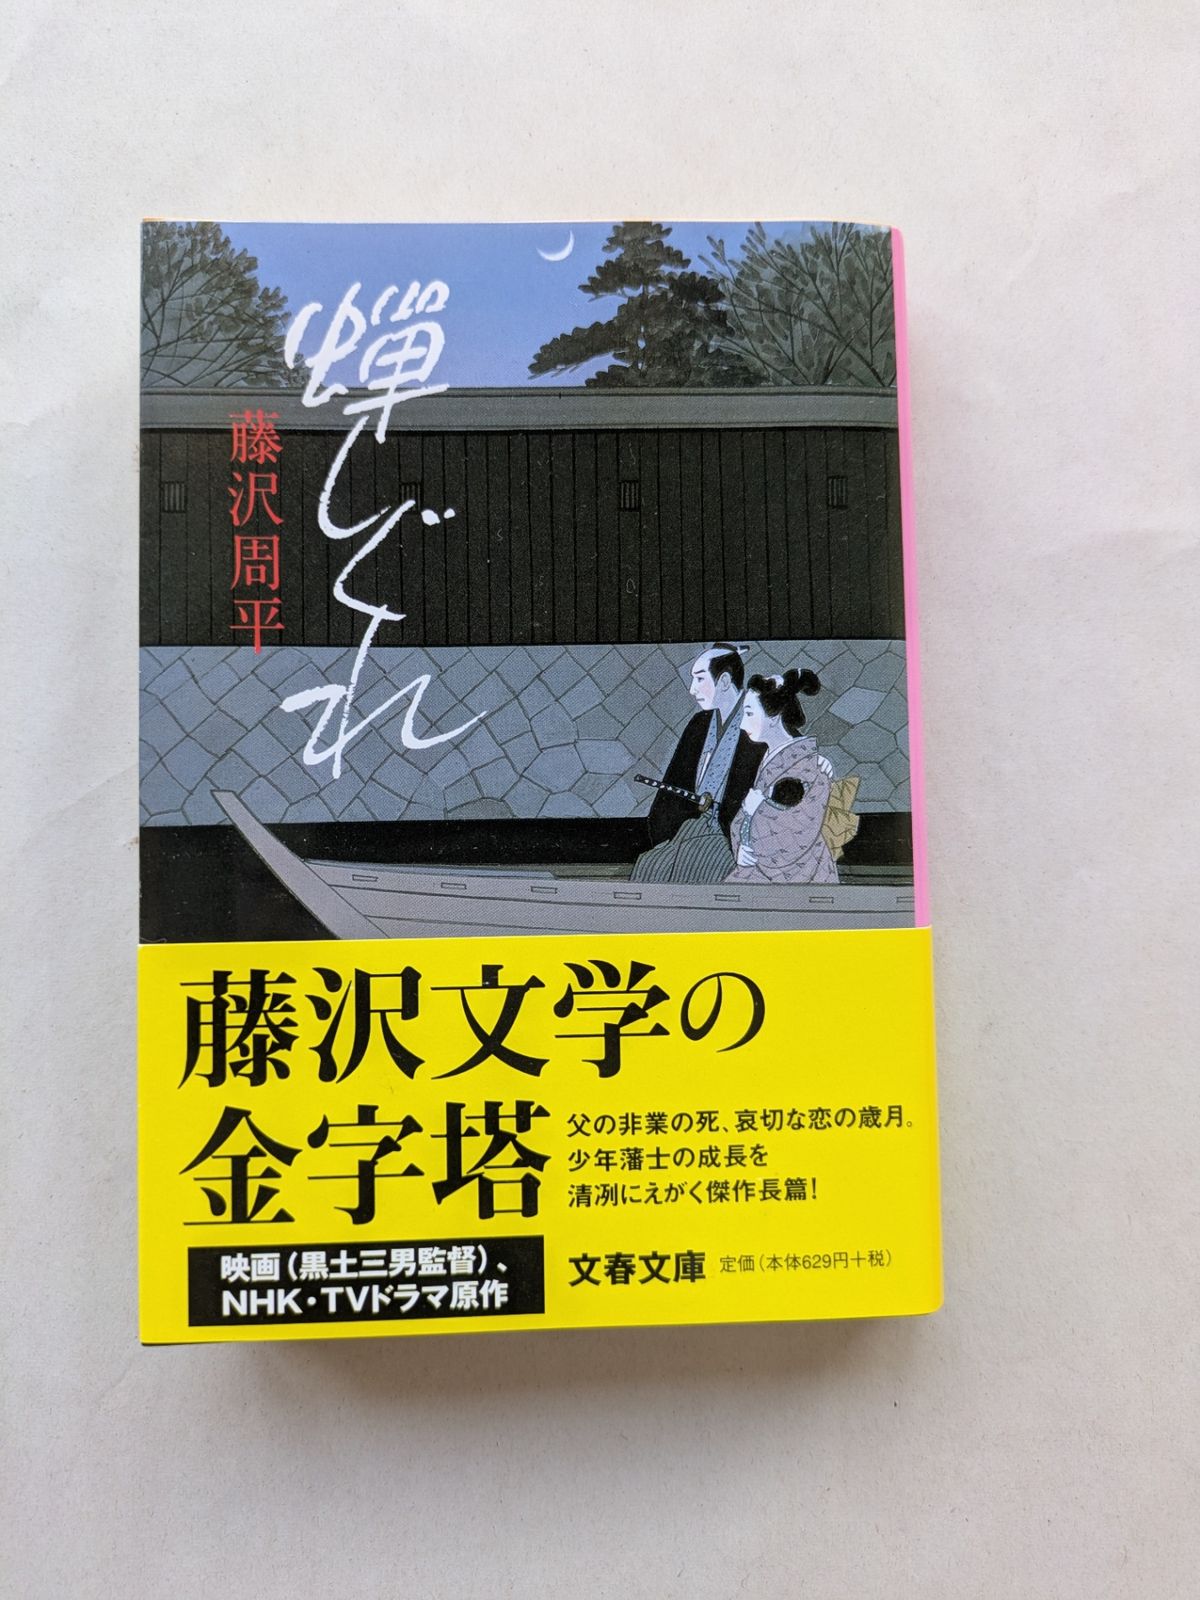 蟬しぐれ
藤沢周平
藤沢文学の
金字塔
父の非業の死、哀切な恋の歳月。
少年藩士の成長を
清冽にえがく傑作長篇!
映画(黒土三男監督)、
NHK・TVドラマ原作
文春文庫 定価(本体629円+税)